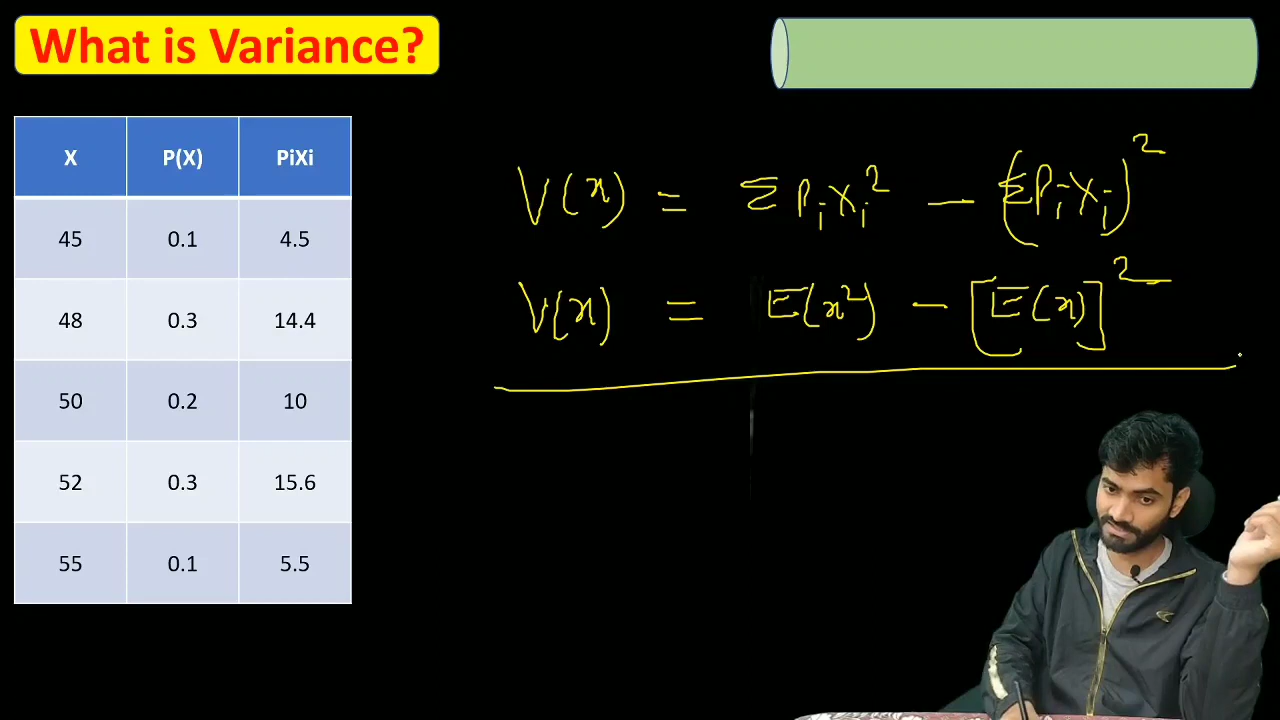 What is Variance?
X P(X) PiXi
45 0.1 4.5
48 0.3 14.4
50 0.2 10
52 0.3 15.6
55 0.1 5.5
V(x) = ΣPᵢXᵢ² − (ΣPᵢXᵢ)²
V(x) = E(x²) − [E(x)]²